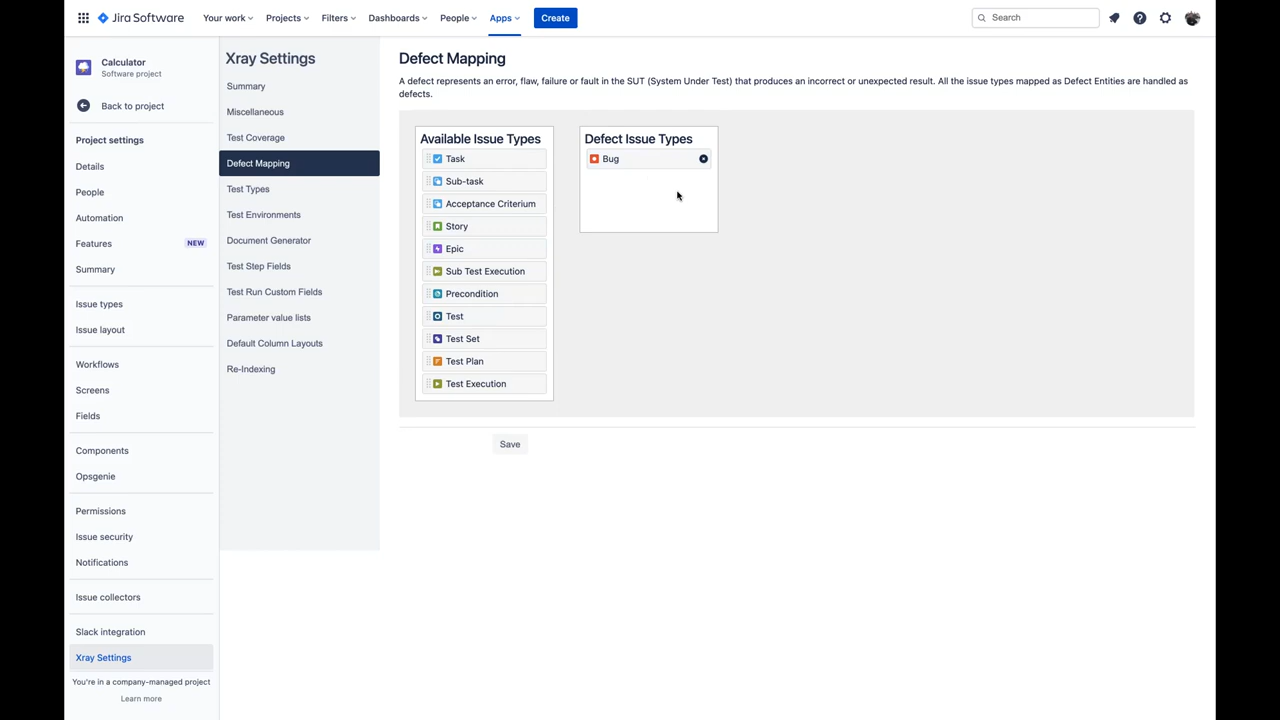 Jira Software
Your work
Projects
Filters
Dashboards
People
Apps
Create
Search
Calculator
Software project
Back to project
Project settings
Details
People
Automation
Features NEW
Summary
Issue types
Issue layout
Workflows
Screens
Fields
Components
Opsgenie
Permissions
Issue security
Notifications
Issue collectors
Slack integration
Xray Settings
You're in a company-managed project
Learn more
Xray Settings
Summary
Miscellaneous
Test Coverage
Defect Mapping
Test Types
Test Environments
Document Generator
Test Step Fields
Test Run Custom Fields
Parameter value lists
Default Column Layouts
Re-Indexing
Defect Mapping
A defect represents an error, flaw, failure or fault in the SUT (System Under Test) that produces an incorrect or unexpected result. All the issue types mapped as Defect Entities are handled as
defects.
Available Issue Types
Task
Sub-task
Acceptance Criterium
Story
Epic
Sub Test Execution
Precondition
Test
Test Set
Test Plan
Test Execution
Defect Issue Types
Bug
Save